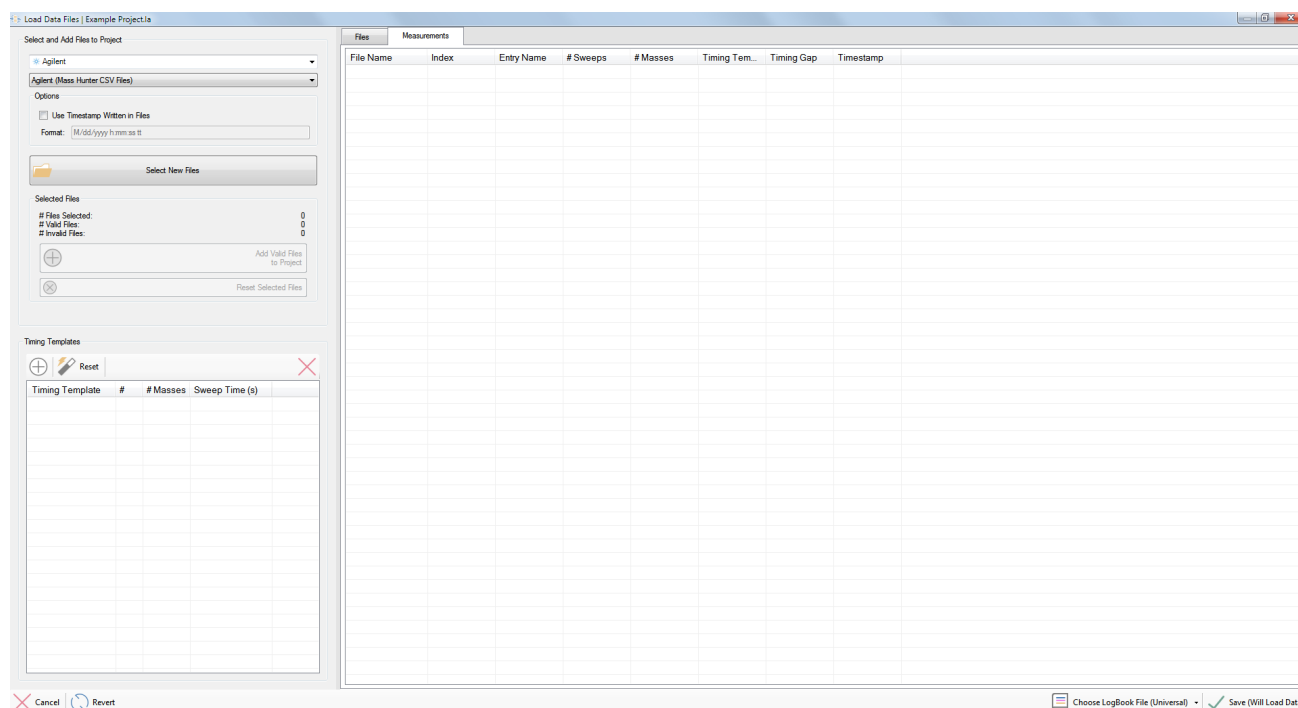 Load Data Files | Example Project.la
Select and Add Files to Project
Agilent
Agilent (Mass Hunter CSV Files)
Options
Use Timestamp Written in Files
Format: M/dd/yyyy h:mm:ss tt
Select New Files
Selected Files
# Files Selected: 0
# Valid Files: 0
# Invalid Files: 0
Add Valid Files
to Project
Reset Selected Files
Timing Templates
Reset
Timing Template # # Masses Sweep Time (s)
Files Measurements
File Name Index Entry Name # Sweeps # Masses Timing Tem... Timing Gap Timestamp
Cancel Revert Choose LogBook File (Universal) Save (Will Load Dat